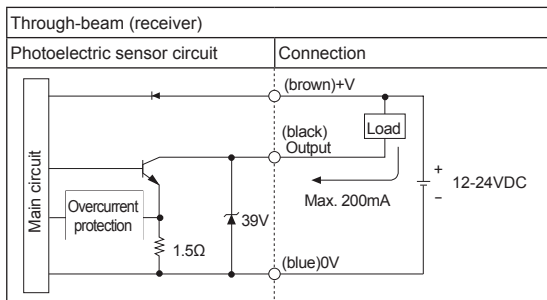 Through-beam (receiver)
Photoelectric sensor circuit
Connection
(brown)+V
(black)
Output
Load
Main circuit
Overcurrent
protection
Max. 200mA
+
−
12-24VDC
39V
1.5Ω
(blue)0V